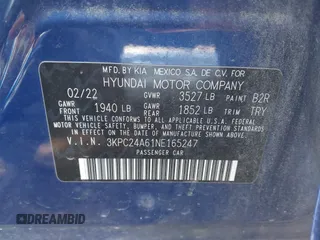 MFD.BY KIA MEXICO S.A. DE C.V. FOR
HYUNDAI MOTOR COMPANY
02/22 GVWR 3527 LB PAINT B2R
GAWR FRONT 1940 LB GAWR REAR 1852 LB TRIM TRY
THIS VEHICLE CONFORMS TO ALL APPLICABLE
FEDERAL MOTOR VEHICLE SAFETY, BUMPER, AND
THEFT PREVENTION STANDARDS IN EFFECT ON
THE DATE OF MANUFACTURE SHOWN ABOVE.
V.I.N. 3KPC24A61NE165247
PASSENGER CAR
DREAMBID